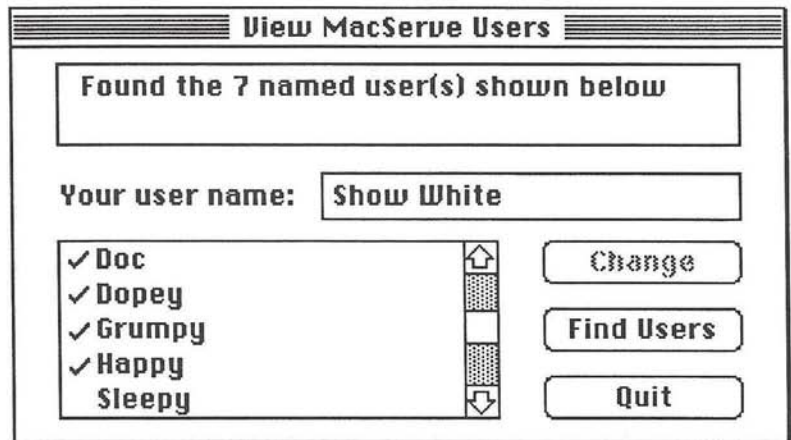 View MacServe Users
Found the 7 named user(s) shown below
Your user name: Show White
✓ Doc
✓ Dopey
✓ Grumpy
✓ Happy
Sleepy
Change
Find Users
Quit